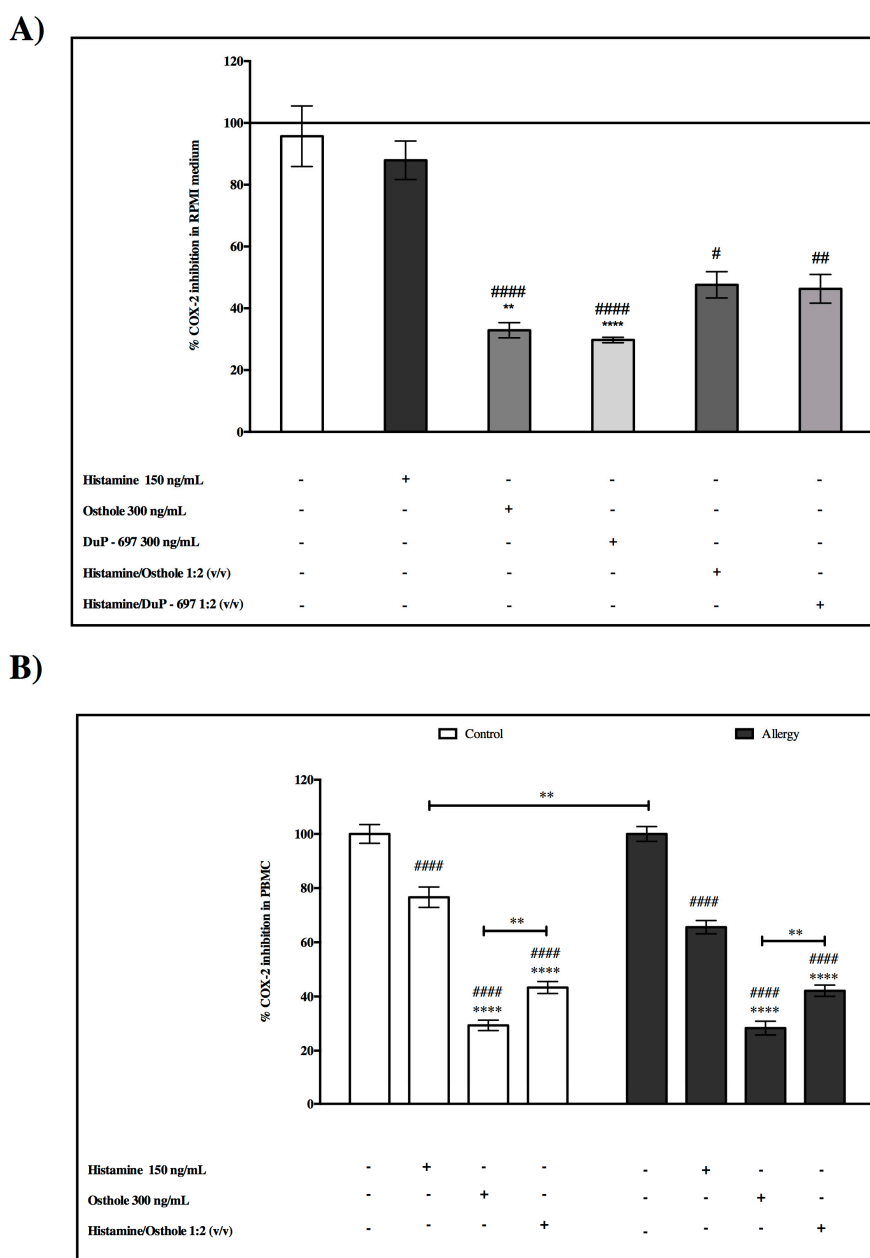 A)
120
100
80
60
40
20
0
% COX-2 inhibition in RPMI medium
####
**
####
****
#
##
Histamine 150 ng/mL - + - - - -
Osthole 300 ng/mL - - + - - -
DuP - 697 300 ng/mL - - - + - -
Histamine/Osthole 1:2 (v/v) - - - - + -
Histamine/DuP - 697 1:2 (v/v) - - - - - +
B)
Control Allergy
120
100
80
60
40
20
0
% COX-2 inhibition in PBMC
**
####
**
####
****
####
****
####
**
####
****
####
****
Histamine 150 ng/mL - + - - - + - -
Osthole 300 ng/mL - - + - - - + -
Histamine/Osthole 1:2 (v/v) - - - + - - - +